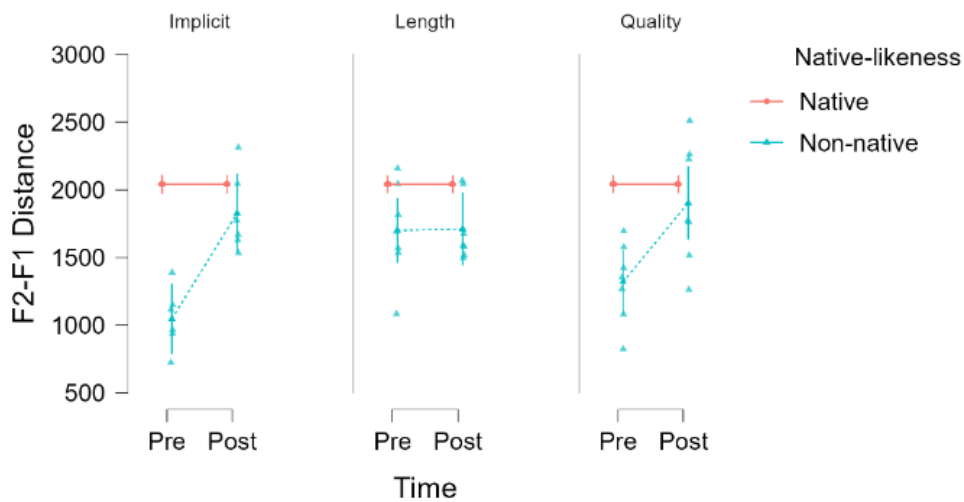 Implicit
Length
Quality
Native-likeness
Native
Non-native
F2-F1 Distance
3000
2500
2000
1500
1000
500
Pre Post
Pre Post
Pre Post
Time